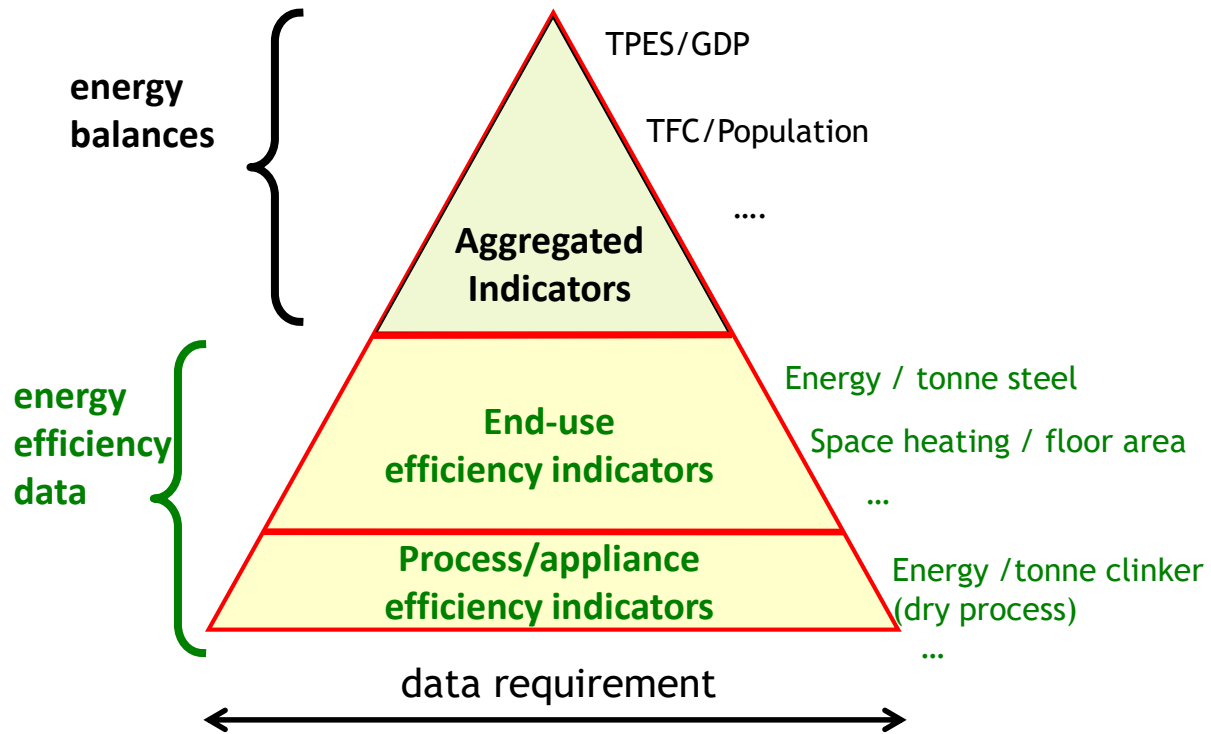 TPES/GDP
energy
balances
TFC/Population
....
Aggregated
Indicators
energy
efficiency
data
Energy / tonne steel
End-use
efficiency indicators
Space heating / floor area
...
Process/appliance
efficiency indicators
Energy /tonne clinker
(dry process)
...
data requirement